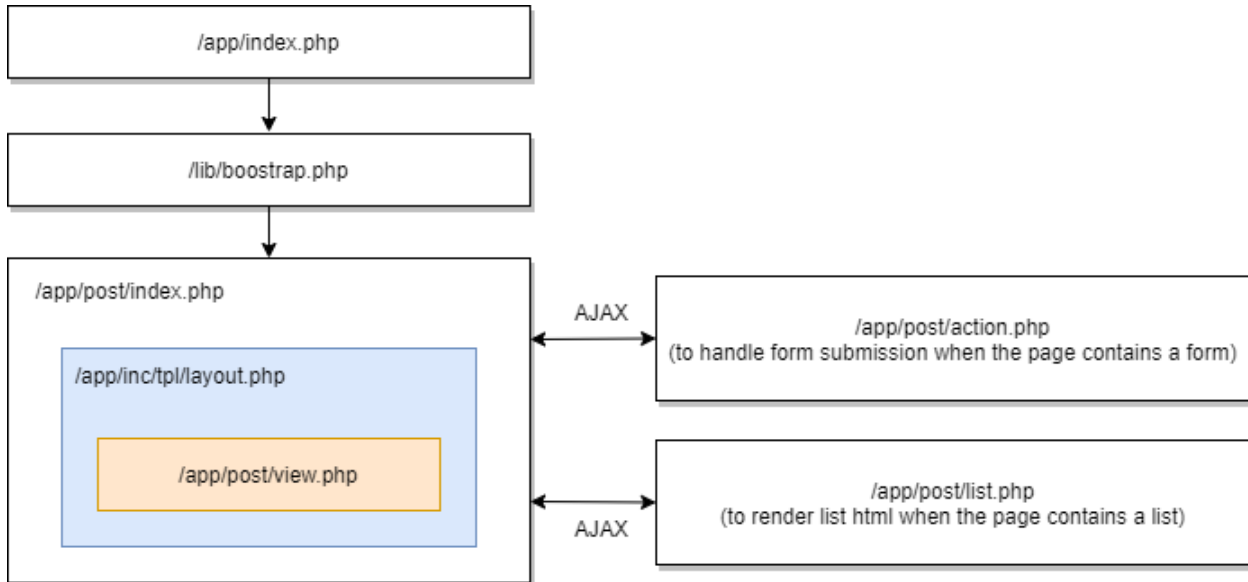 /app/index.php
/lib/boostrap.php
/app/post/index.php
/app/inc/tpl/layout.php
/app/post/view.php
AJAX
/app/post/action.php
(to handle form submission when the page contains a form)
AJAX
/app/post/list.php
(to render list html when the page contains a list)